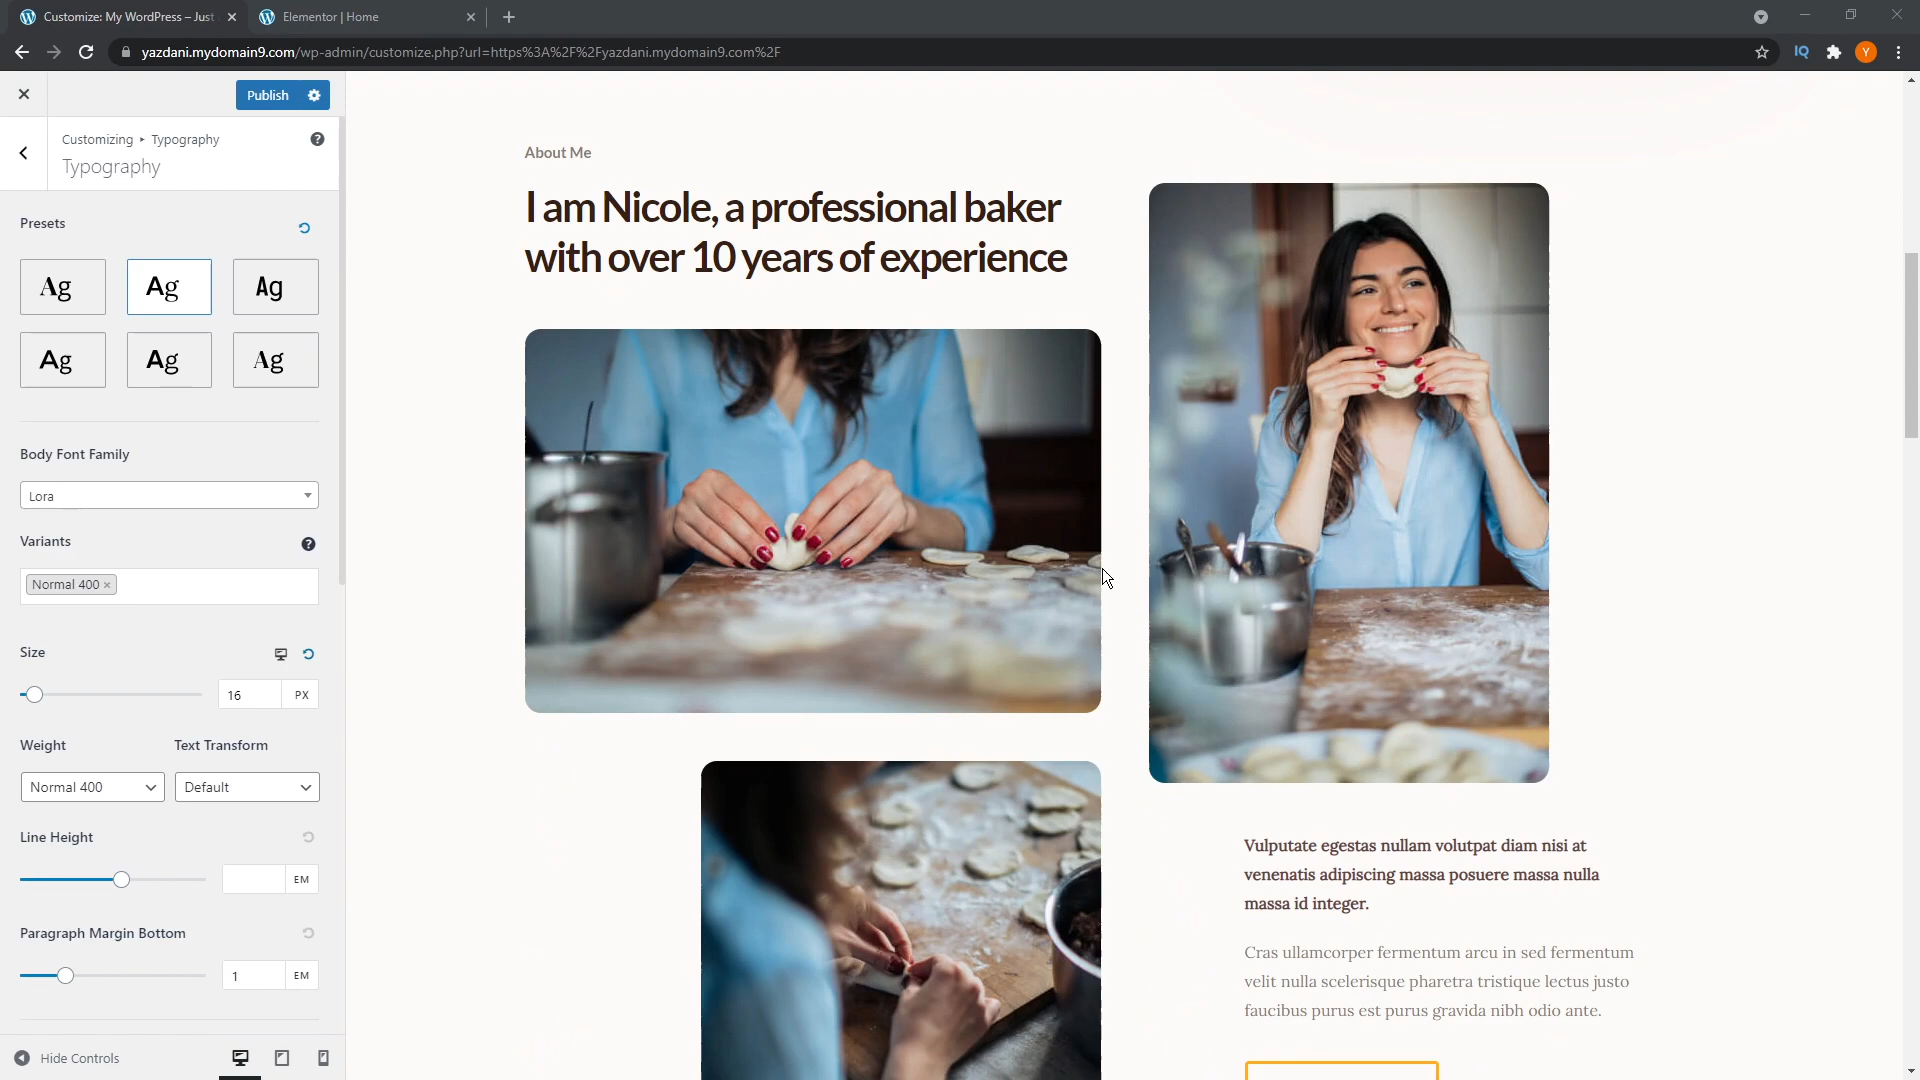 Customize: My WordPress – Just
Elementor | Home
yazdani.mydomain9.com/wp-admin/customize.php?url=https%3A%2F%2Fyazdani.mydomain9.com%2F
IQ
Y
Publish
Customizing ▸ Typography
Typography
Presets
Ag Ag Ag
Ag Ag Ag
Body Font Family
Lora
Variants
Normal 400 ×
Size
16 PX
Weight Text Transform
Normal 400 Default
Line Height
EM
Paragraph Margin Bottom
1 EM
Hide Controls
About Me
I am Nicole, a professional baker
with over 10 years of experience
Vulputate egestas nullam volutpat diam nisi at
venenatis adipiscing massa posuere massa nulla
massa id integer.
Cras ullamcorper fermentum arcu in sed fermentum
velit nulla scelerisque pharetra tristique lectus justo
faucibus purus est purus gravida nibh odio ante.